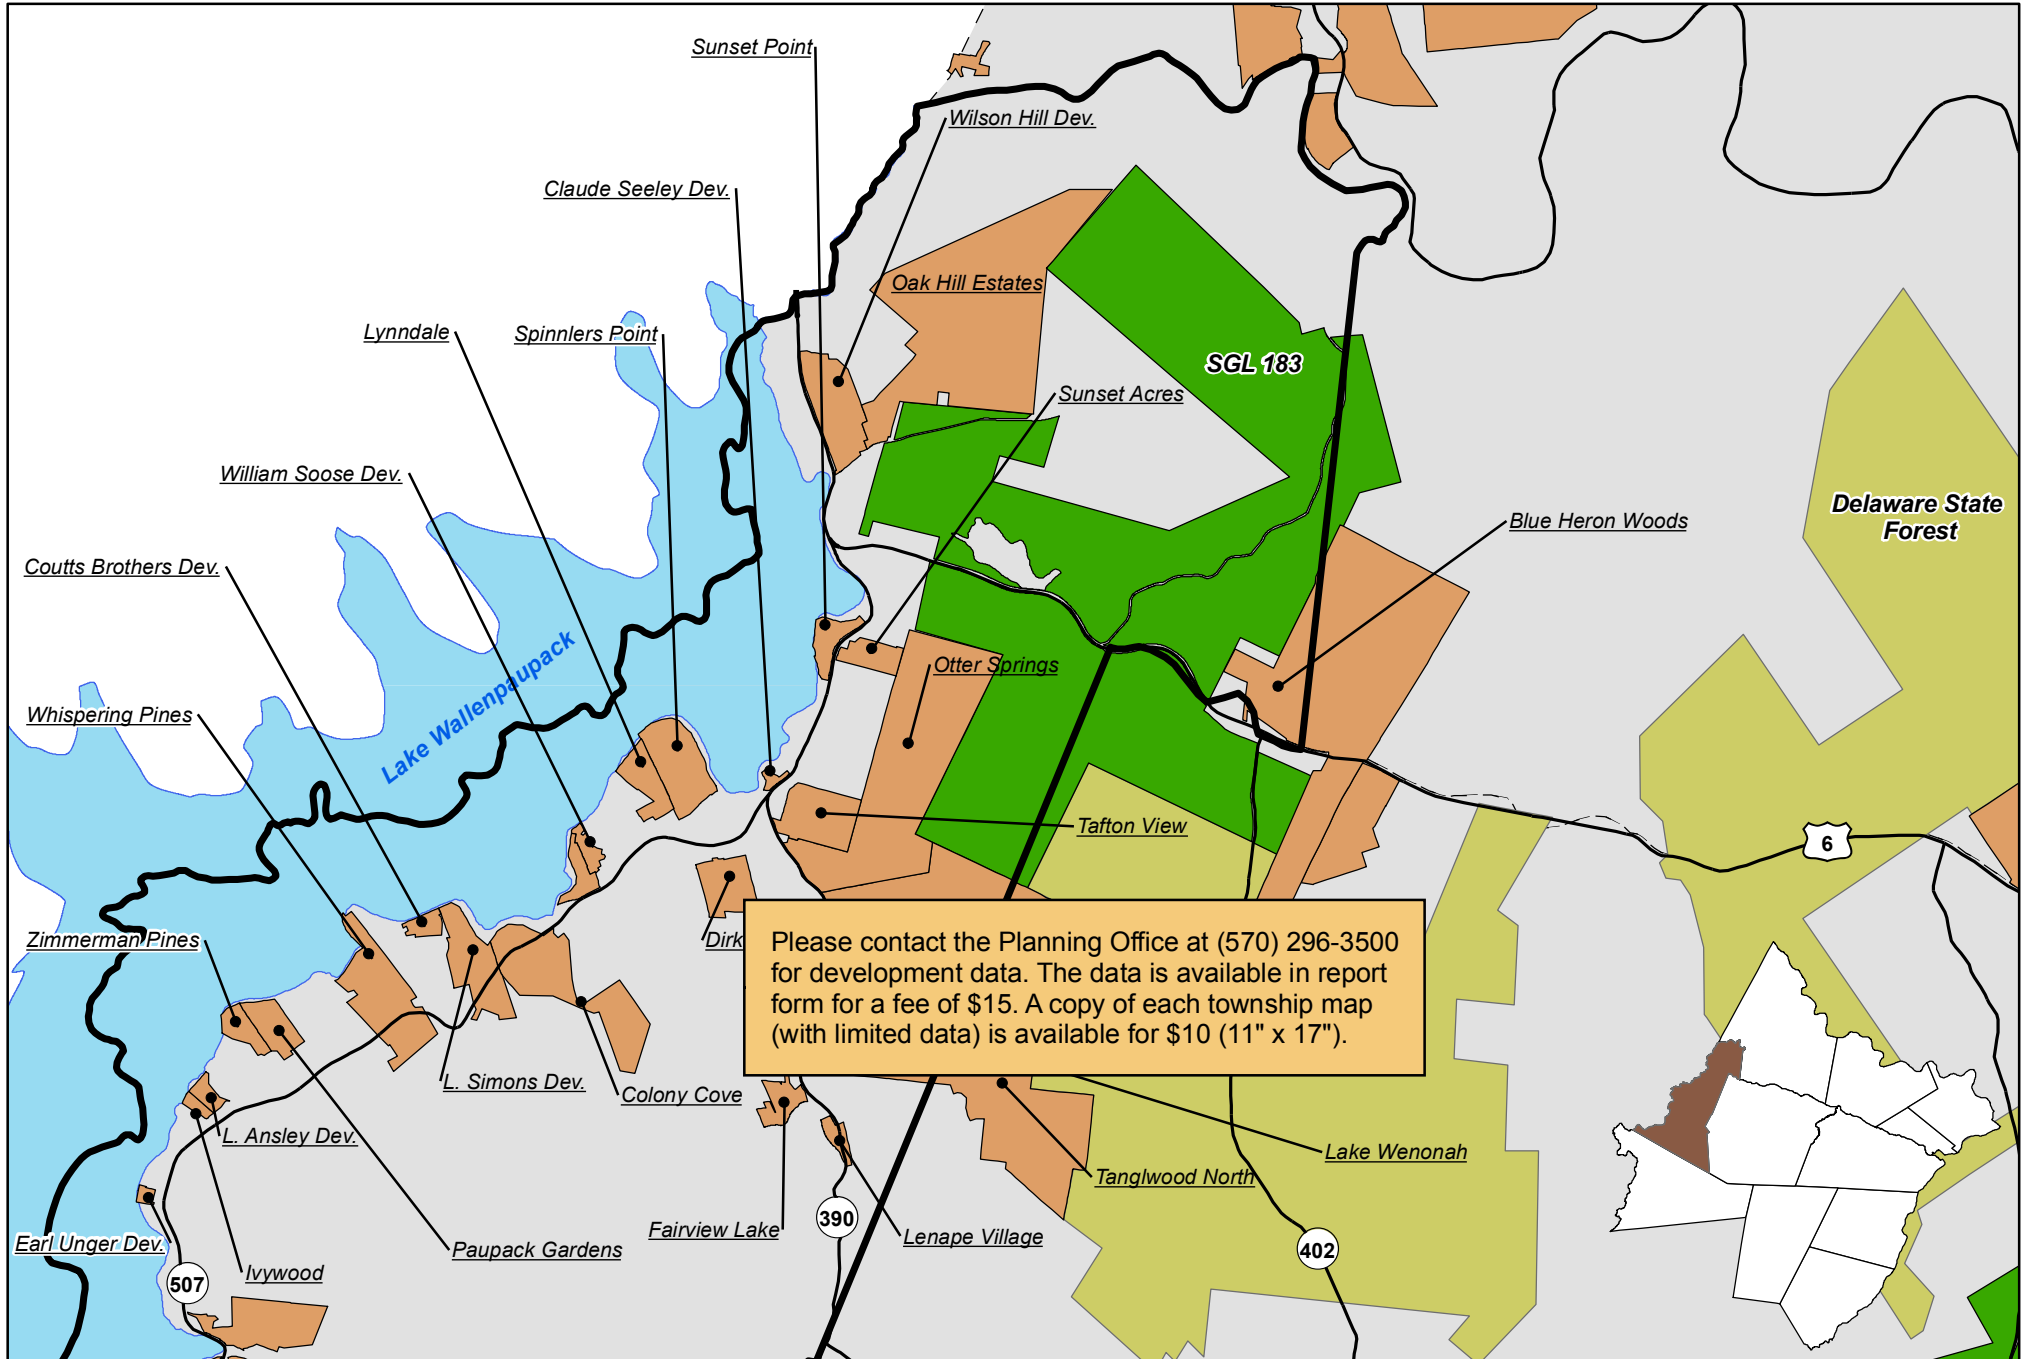 Sunset Point
Wilson Hill Dev.
Claude Seeley Dev.
Oak Hill Estates
Lynndale
Spinnlers Point
SGL 183
Sunset Acres
William Soose Dev.
Delaware State
Forest
Blue Heron Woods
Coutts Brothers Dev.
Lake Wallenpaupack
Otter Springs
Whispering Pines
Tafton View
6
Zimmerman Pines
Dirk
Please contact the Planning Office at (570) 296-3500
for development data. The data is available in report
form for a fee of $15. A copy of each township map
(with limited data) is available for $10 (11" x 17").
L. Simons Dev.
Colony Cove
L. Ansley Dev.
Lake Wenonah
Tanglwood North
390
Fairview Lake
Lenape Village
Earl Unger Dev.
Paupack Gardens
402
Ivywood
507